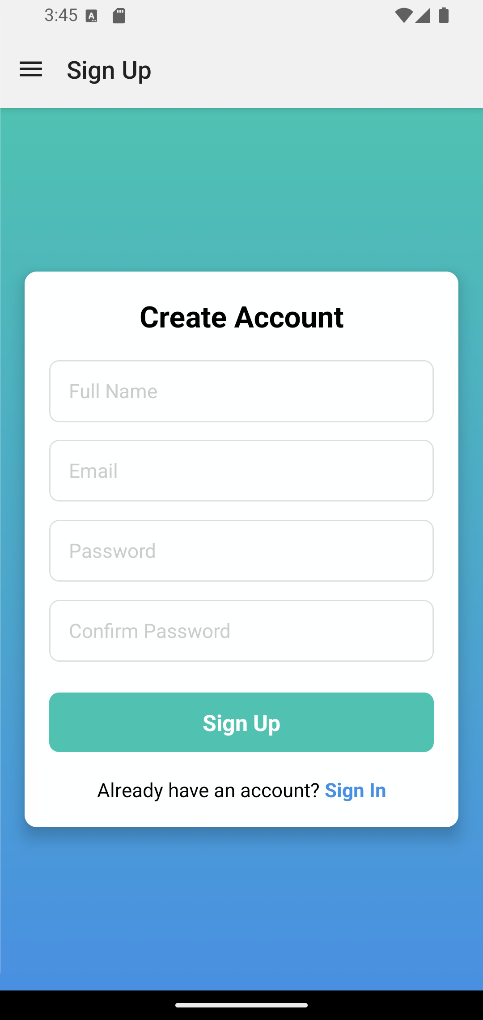 3:45
Sign Up
Create Account
Full Name
Email
Password
Confirm Password
Sign Up
Already have an account? Sign In